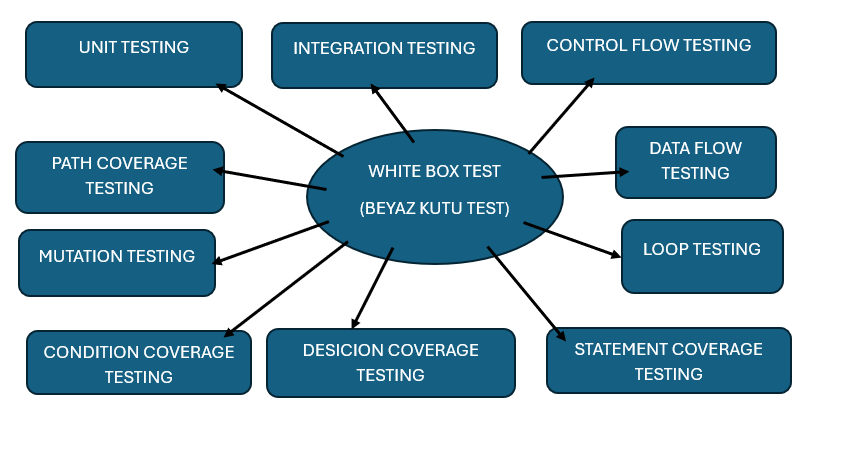 UNIT TESTING
INTEGRATION TESTING
CONTROL FLOW TESTING
PATH COVERAGE
TESTING
WHITE BOX TEST
(BEYAZ KUTU TEST)
DATA FLOW
TESTING
MUTATION TESTING
LOOP TESTING
CONDITION COVERAGE
TESTING
DESICION COVERAGE
TESTING
STATEMENT COVERAGE
TESTING